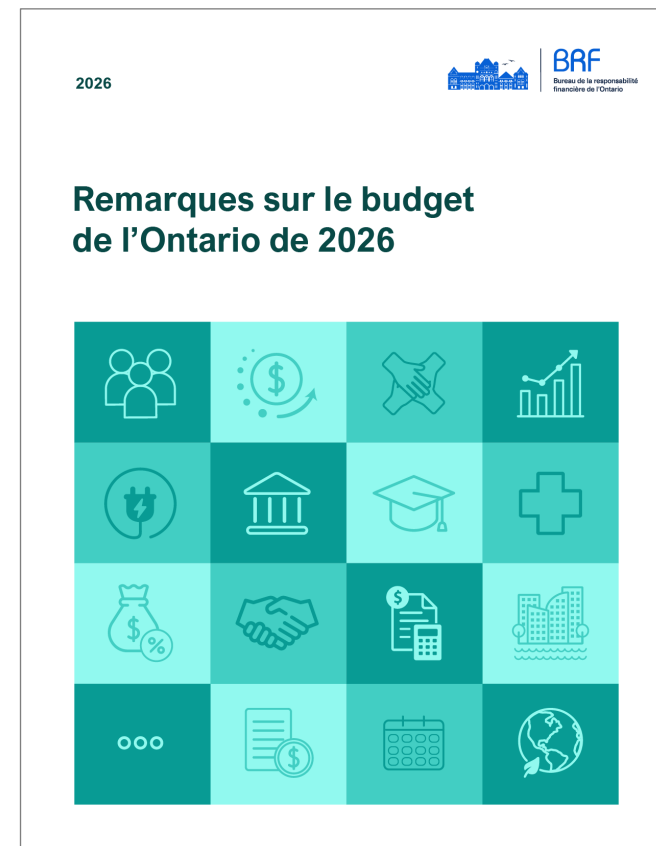 2026
BRF
Bureau de la responsabilité
financière de l'Ontario
Remarques sur le budget
de l'Ontario de 2026
$
$
%
$
$